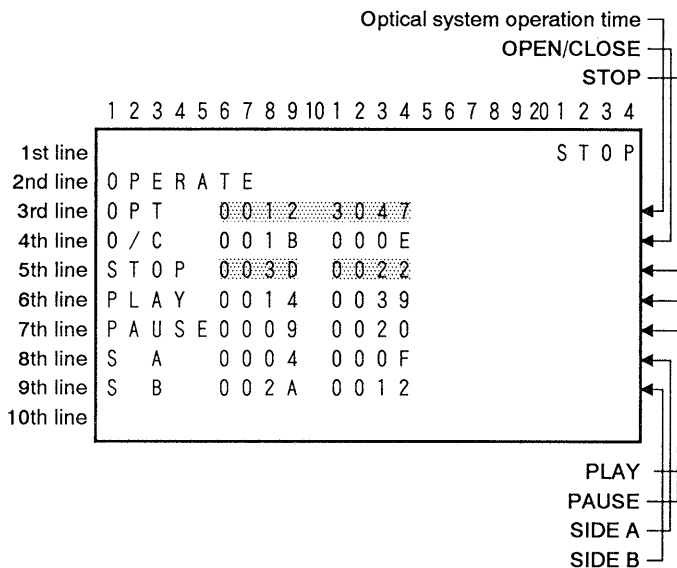 Optical system operation time
OPEN/CLOSE
STOP
1 2 3 4 5 6 7 8 9 10 1 2 3 4 5 6 7 8 9 20 1 2 3 4
1st line STOP
2nd line OPERATE
3rd line OPT 0012 3047
4th line O/C 001B 000E
5th line STOP 003D 0022
6th line PLAY 0014 0039
7th line PAUSE0009 0020
8th line S A 0004 000F
9th line S B 002A 0012
10th line
PLAY
PAUSE
SIDE A
SIDE B